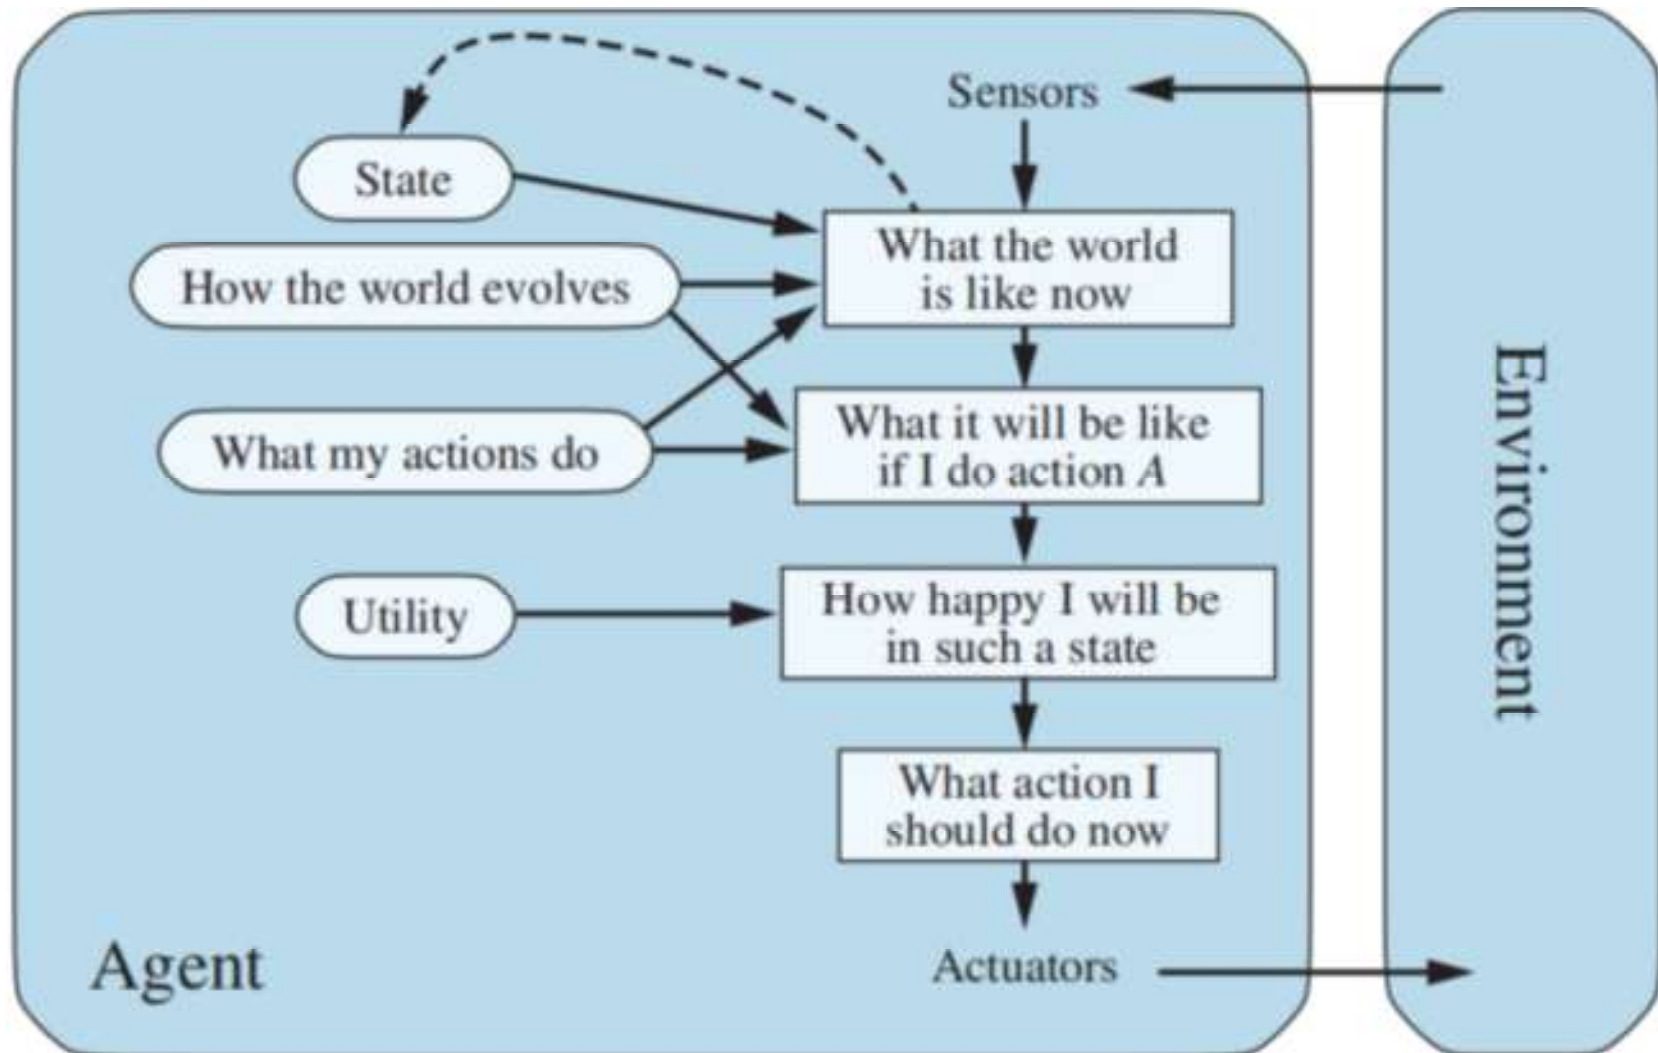 Sensors
State
What the world
is like now
How the world evolves
What it will be like
if I do action A
What my actions do
How happy I will be
in such a state
Utility
What action I
should do now
Actuators
Agent
Environment